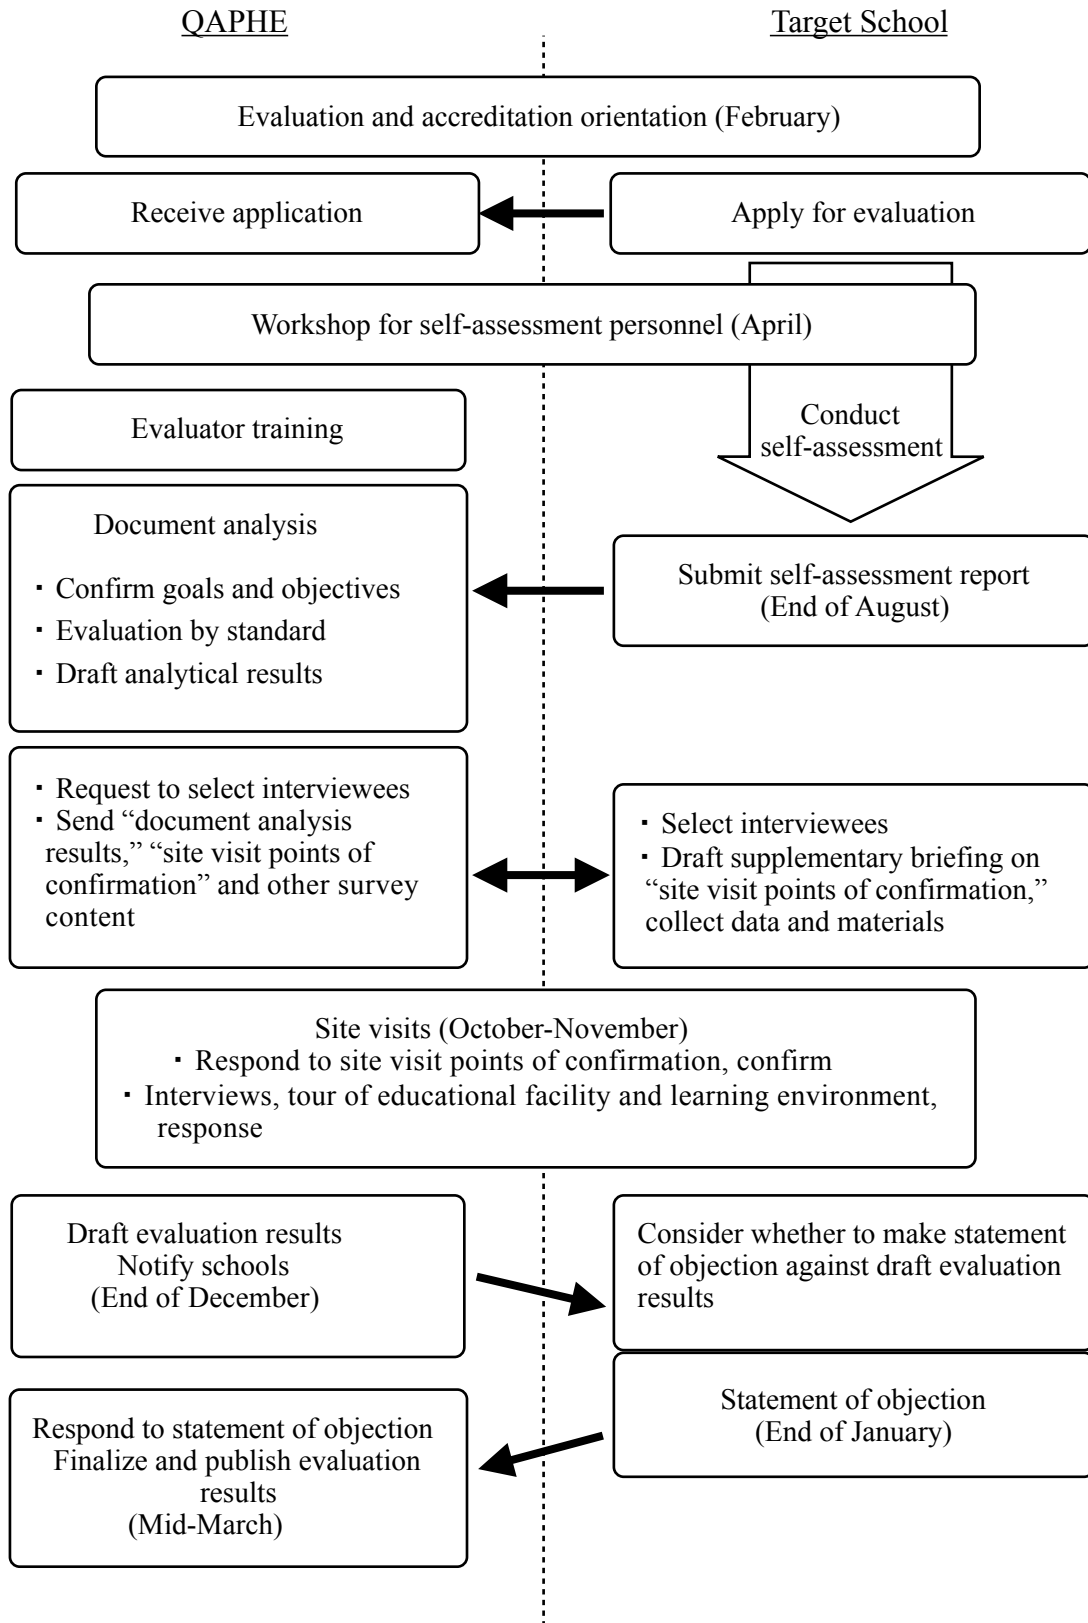 QAPHE
Target School
Evaluation and accreditation orientation (February)
Receive application
Apply for evaluation
Workshop for self-assessment personnel (April)
Evaluator training
Conduct
self-assessment
Document analysis
・Confirm goals and objectives
・Evaluation by standard
・Draft analytical results
Submit self-assessment report
(End of August)
・Request to select interviewees
・Send “document analysis
results,” “site visit points of
confirmation” and other survey
content
・Select interviewees
・Draft supplementary briefing on
“site visit points of confirmation,”
collect data and materials
Site visits (October-November)
・Respond to site visit points of confirmation, confirm
・Interviews, tour of educational facility and learning environment,
response
Draft evaluation results
Notify schools
(End of December)
Consider whether to make statement
of objection against draft evaluation
results
Statement of objection
(End of January)
Respond to statement of objection
Finalize and publish evaluation
results
(Mid-March)